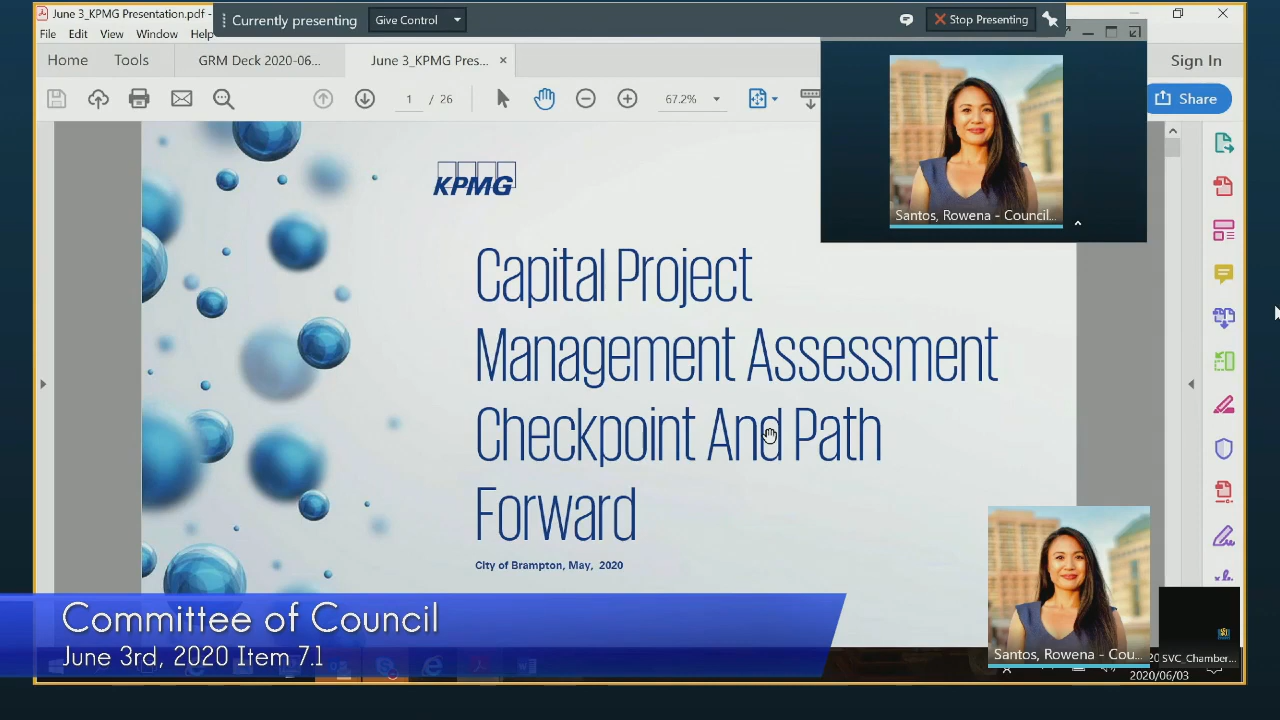 June 3_KPMG Presentation.pdf -
Currently presenting
Give Control
Stop Presenting
File Edit View Window Help
Home Tools GRM Deck 2020-06... June 3_KPMG Pres... ×
Sign In
1 / 26
67.2%
Share
KPMG
Santos, Rowena - Council...
Capital Project
Management Assessment
Checkpoint And Path
Forward
City of Brampton, May, 2020
Committee of Council
June 3rd, 2020 Item 7.1
Santos, Rowena - Cou...
20 SVC_Chamber...
2020/06/03